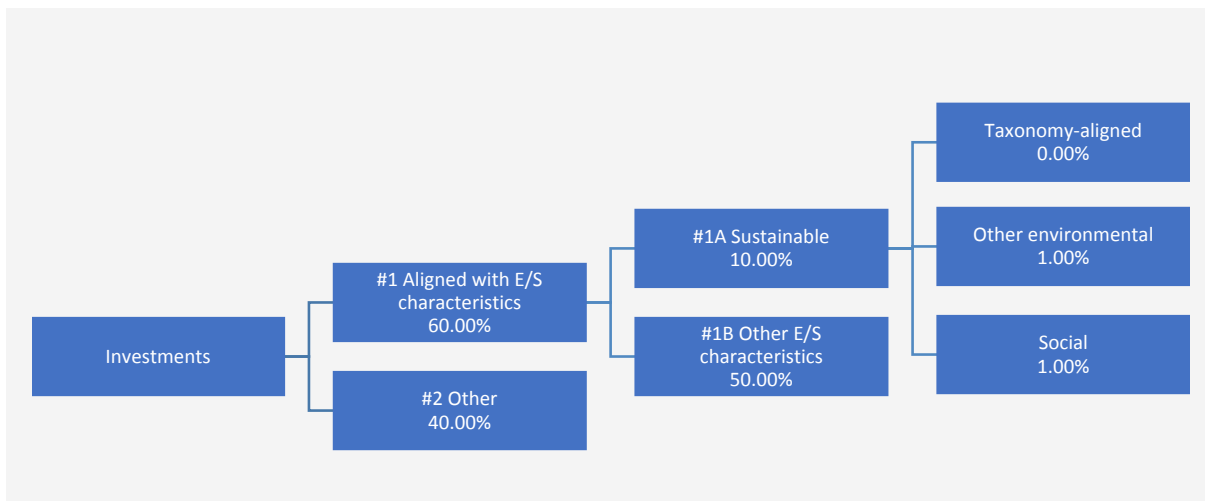 Investments
#1 Aligned with E/S
characteristics
60.00%
#2 Other
40.00%
#1A Sustainable
10.00%
#1B Other E/S
characteristics
50.00%
Taxonomy-aligned
0.00%
Other environmental
1.00%
Social
1.00%